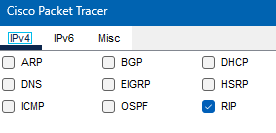 Cisco Packet Tracer
IPv4 IPv6 Misc
ARP BGP DHCP
DNS EIGRP HSRP
ICMP OSPF RIP